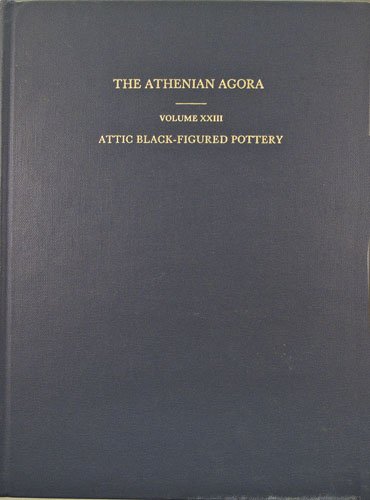 THE ATHENIAN AGORA
VOLUME XXIII
ATTIC BLACK-FIGURED POTTERY